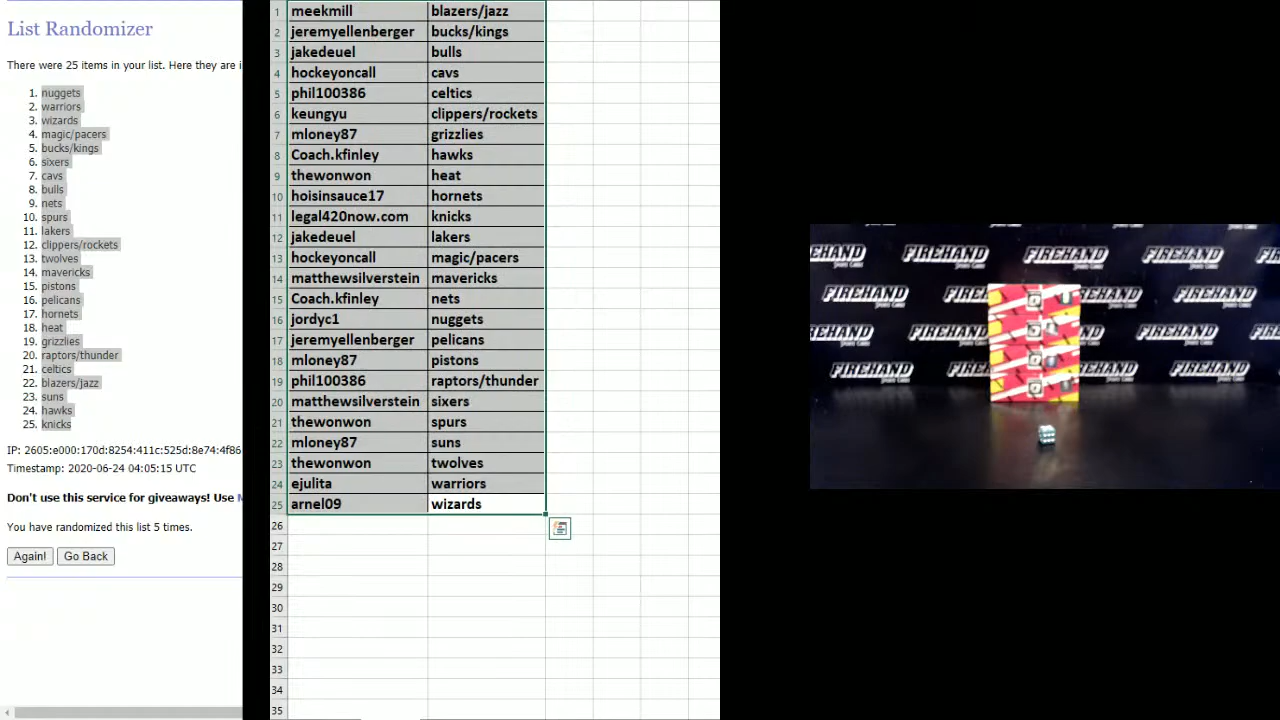 List Randomizer
There were 25 items in your list. Here they are i
1. nuggets
2. warriors
3. wizards
4. magic/pacers
5. bucks/kings
6. sixers
7. cavs
8. bulls
9. nets
10. spurs
11. lakers
12. clippers/rockets
13. twolves
14. mavericks
15. pistons
16. pelicans
17. hornets
18. heat
19. grizzlies
20. raptors/thunder
21. celtics
22. blazers/jazz
23. suns
24. hawks
25. knicks
IP: 2605:e000:170d:8254:411c:525d:8e74:4f86
Timestamp: 2020-06-24 04:05:15 UTC
Don't use this service for giveaways! Use
You have randomized this list 5 times.
Again! Go Back
1 meekmill blazers/jazz
2 jeremyellenberger bucks/kings
3 jakedeuel bulls
4 hockeyoncall cavs
5 phil100386 celtics
6 keungyu clippers/rockets
7 mloney87 grizzlies
8 Coach.kfinley hawks
9 thewonwon heat
10 hoisinsauce17 hornets
11 legal420now.com knicks
12 jakedeuel lakers
13 hockeyoncall magic/pacers
14 matthewsilverstein mavericks
15 Coach.kfinley nets
16 jordyc1 nuggets
17 jeremyellenberger pelicans
18 mloney87 pistons
19 phil100386 raptors/thunder
20 matthewsilverstein sixers
21 thewonwon spurs
22 mloney87 suns
23 thewonwon twolves
24 ejulita warriors
25 arnel09 wizards
26
27
28
29
30
31
32
33
34
35
FIREHAND FIREHAND FIREHAND
FIREHAND
FIREHAND
FIREHAND FIREHAND